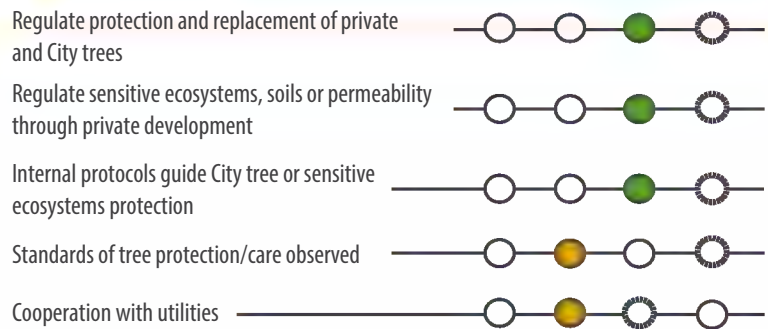 Regulate protection and replacement of private
and City trees
Regulate sensitive ecosystems, soils or permeability
through private development
Internal protocols guide City tree or sensitive
ecosystems protection
Standards of tree protection/care observed
Cooperation with utilities